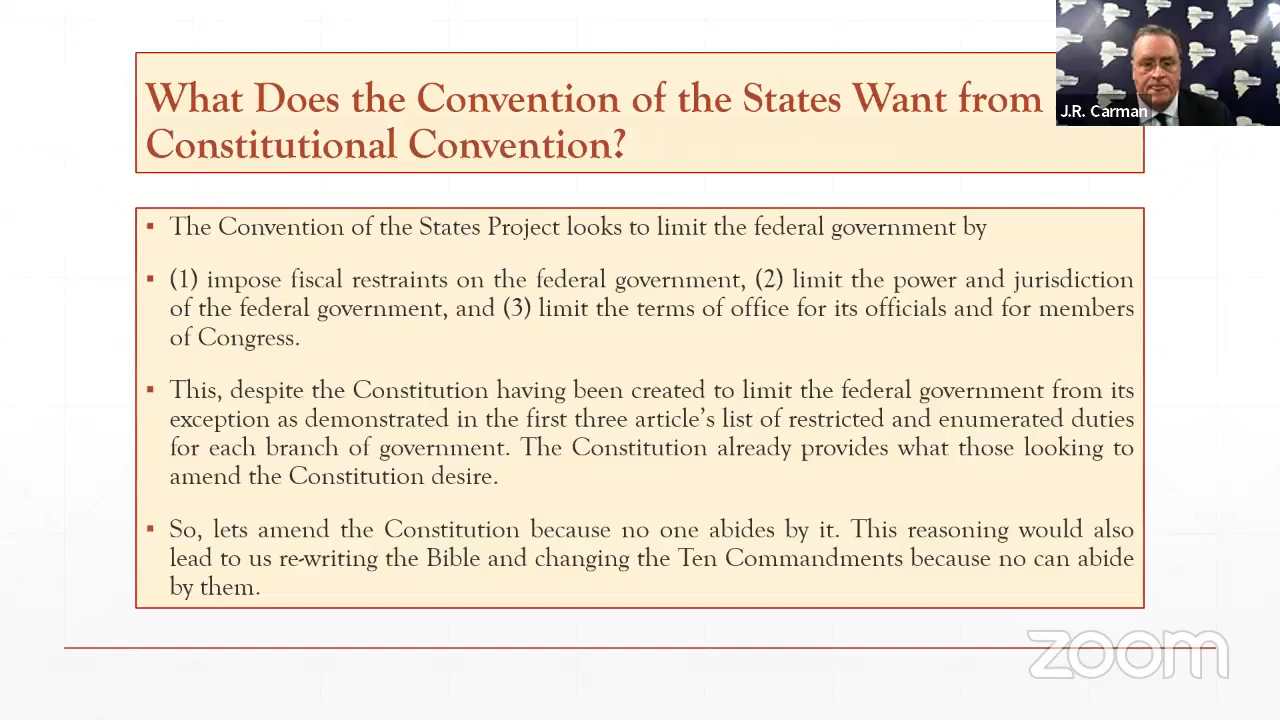 What Does the Convention of the States Want from
Constitutional Convention?
J.R. Carman
▪ The Convention of the States Project looks to limit the federal government by
▪ (1) impose fiscal restraints on the federal government, (2) limit the power and jurisdiction
of the federal government, and (3) limit the terms of office for its officials and for members
of Congress.
▪ This, despite the Constitution having been created to limit the federal government from its
exception as demonstrated in the first three article's list of restricted and enumerated duties
for each branch of government. The Constitution already provides what those looking to
amend the Constitution desire.
▪ So, lets amend the Constitution because no one abides by it. This reasoning would also
lead to us re-writing the Bible and changing the Ten Commandments because no can abide
by them.
zoom